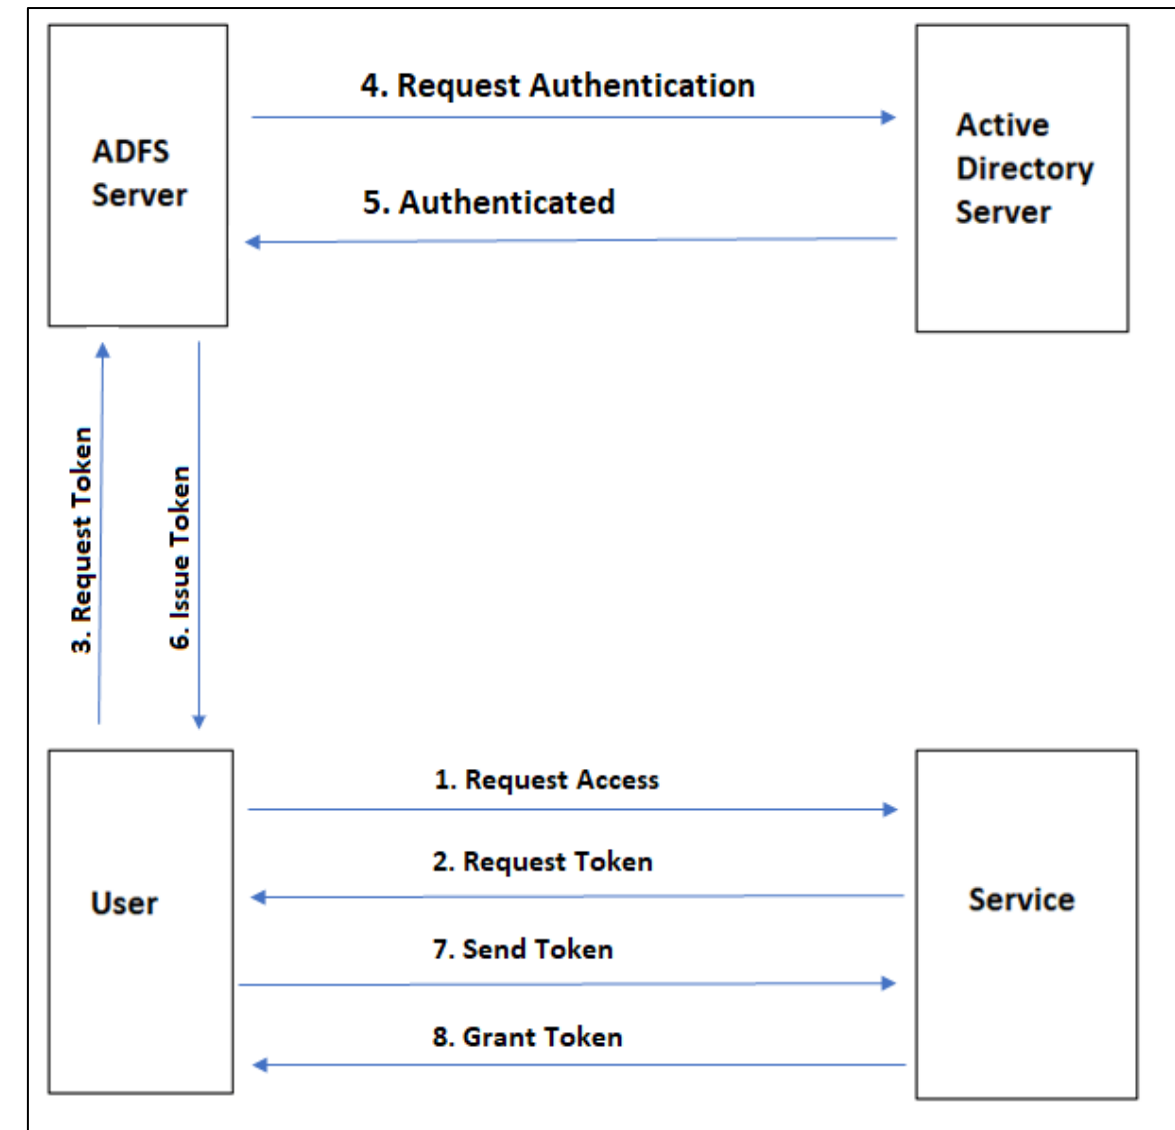 4. Request Authentication
ADFS
Server
Active
Directory
Server
5. Authenticated
3. Request Token
6. Issue Token
1. Request Access
2. Request Token
User
Service
7. Send Token
8. Grant Token